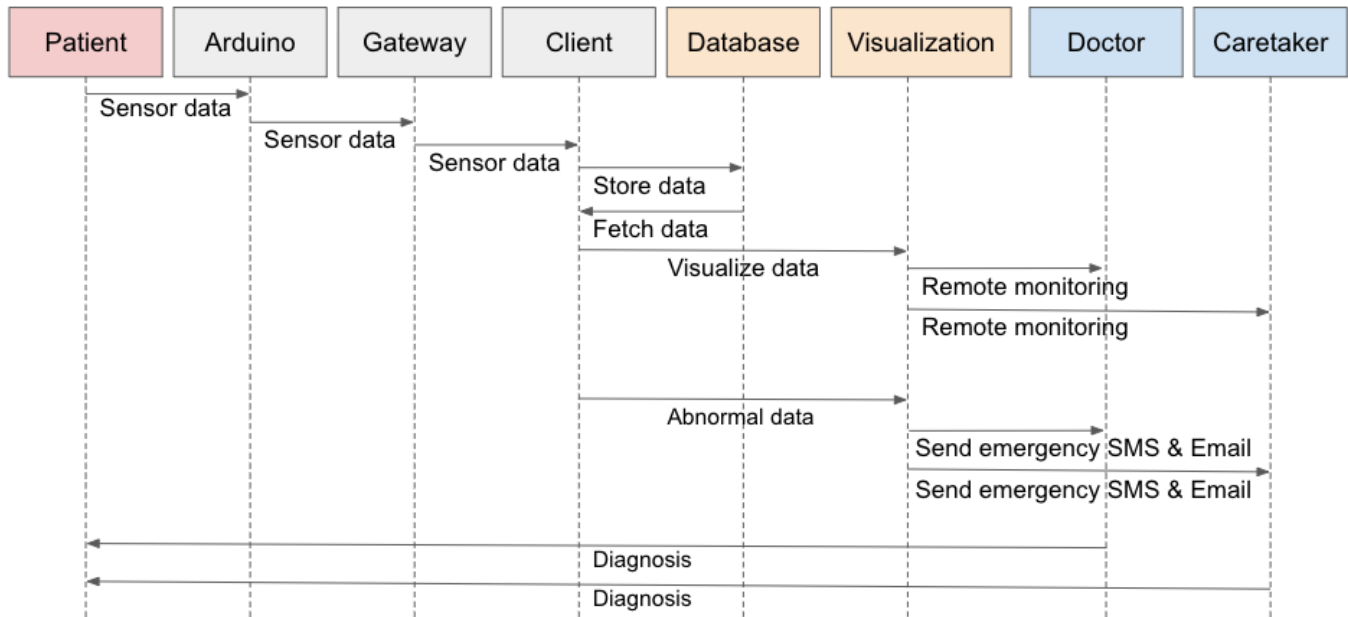 Patient
Arduino
Gateway
Client
Database
Visualization
Doctor
Caretaker
Sensor data
Sensor data
Sensor data
Store data
Fetch data
Visualize data
Remote monitoring
Remote monitoring
Abnormal data
Send emergency SMS & Email
Send emergency SMS & Email
Diagnosis
Diagnosis